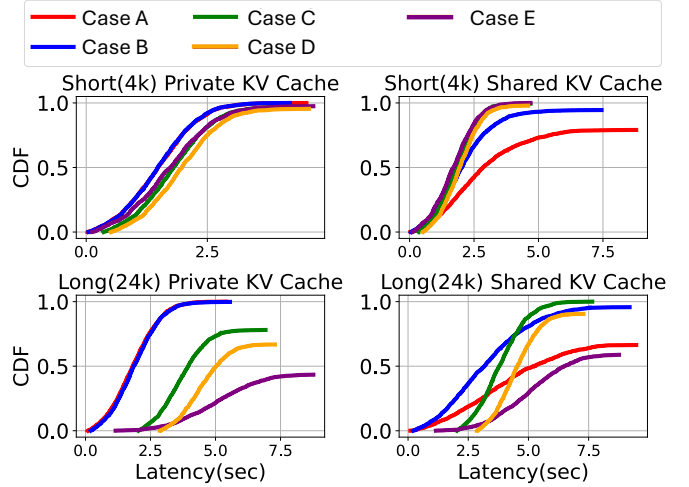 Case A
Case C
Case E
Case B
Case D
Short(4k) Private KV Cache
Short(4k) Shared KV Cache
CDF
1.0
0.5
0.0
0.0
2.5
1.0
0.5
0.0
0.0
2.5
5.0
7.5
Long(24k) Private KV Cache
Long(24k) Shared KV Cache
CDF
1.0
0.5
0.0
0.0
2.5
5.0
7.5
Latency(sec)
1.0
0.5
0.0
0.0
2.5
5.0
7.5
Latency(sec)